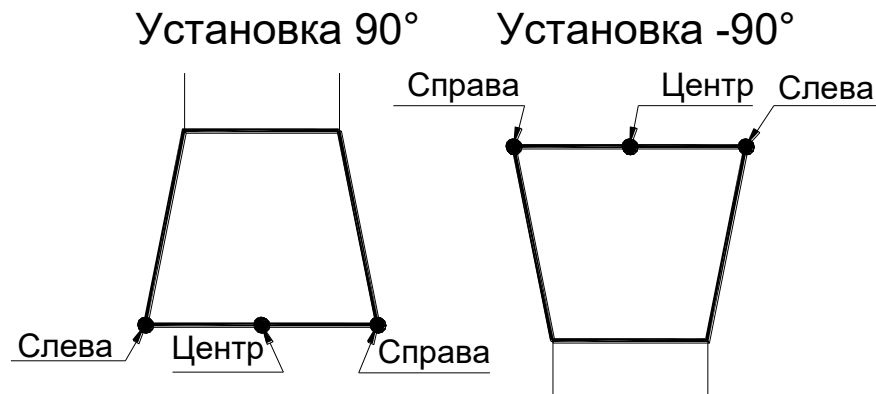 Установка 90°
Установка -90°
Справа
Центр
Слева
Слева
Центр
Справа